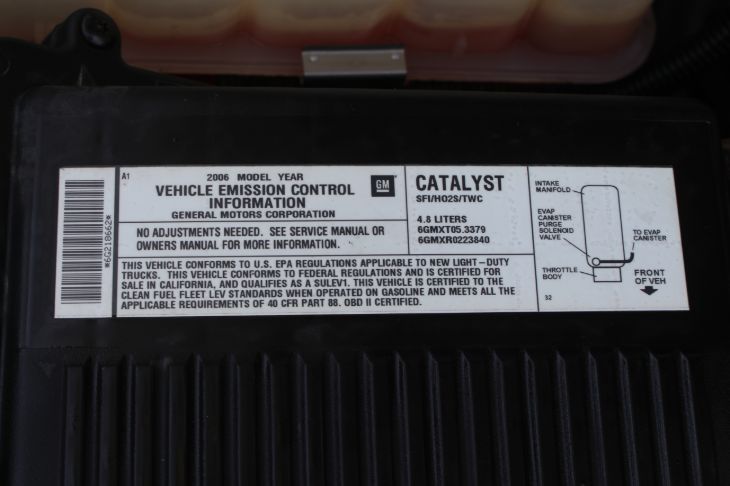 *6G218662*
A1
2006 MODEL YEAR
VEHICLE EMISSION CONTROL
INFORMATION
GENERAL MOTORS CORPORATION
GM
NO ADJUSTMENTS NEEDED. SEE SERVICE MANUAL OR
OWNERS MANUAL FOR MORE INFORMATION.
CATALYST
SFI/HO2S/TWC
4.8 LITERS
6GMXT05.3379
6GMXR0223840
THIS VEHICLE CONFORMS TO U.S. EPA REGULATIONS APPLICABLE TO NEW LIGHT-DUTY
TRUCKS. THIS VEHICLE CONFORMS TO FEDERAL REGULATIONS AND IS CERTIFIED FOR
SALE IN CALIFORNIA, AND QUALIFIES AS A SULEV1. THIS VEHICLE IS CERTIFIED TO THE
CLEAN FUEL FLEET LEV STANDARDS WHEN OPERATED ON GASOLINE AND MEETS ALL THE
APPLICABLE REQUIREMENTS OF 40 CFR PART 88. OBD II CERTIFIED.
INTAKE
MANIFOLD
EVAP
CANISTER
PURGE
SOLENOID
VALVE
TO EVAP
CANISTER
THROTTLE
BODY
FRONT
OF VEH
32